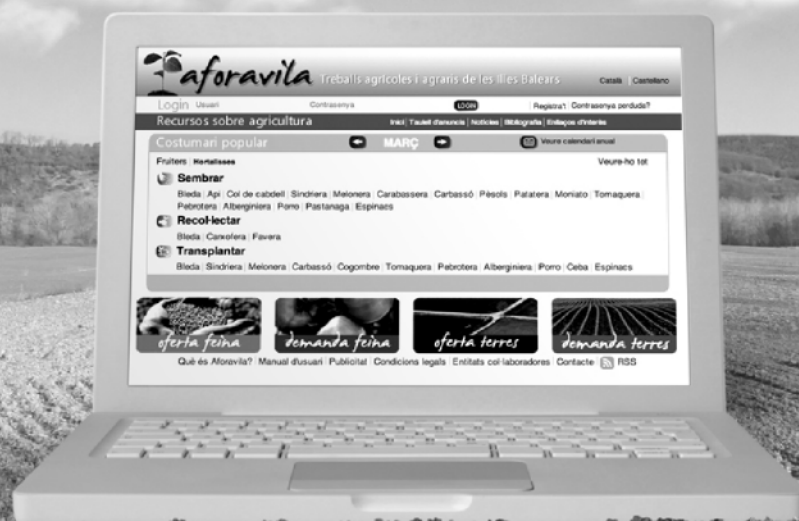 aforavila Treballs agrícoles i agraris de les Illes Balears Català | Castellano
Login Usuari Contrasenya LOGIN Registra't | Contrasenya perduda?
Recursos sobre agricultura Inici | Taulell d'anuncis | Notícies | Bibliografia | Enllaços d'interès
Costumari popular MARÇ Veure calendari anual
Fruiters | Hortalisses Veure-ho tot
Sembrar
Bleda | Api | Col de cabdell | Sindriera | Melonera | Carabassera | Carbassó | Pèsols | Patatera | Moniato | Tomaquera |
Pebrotera | Alberginiera | Porro | Pastanaga | Espinacs
Recol·lectar
Bleda | Carxofera | Favera
Transplantar
Bleda | Sindriera | Melonera | Carbassó | Cogombre | Tomaquera | Pebrotera | Alberginiera | Porro | Ceba | Espinacs
oferta feina demanda feina oferta terres demanda terres
Què és Aforavila? | Manual d'usuari | Publicitat | Condicions legals | Entitats col·laboradores | Contacte | RSS